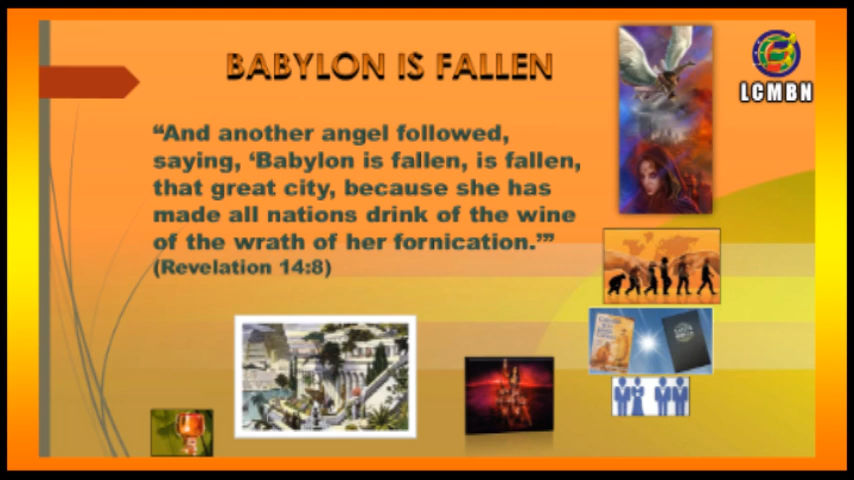 BABYLON IS FALLEN
LCMBN
“And another angel followed,
saying, ‘Babylon is fallen, is fallen,
that great city, because she has
made all nations drink of the wine
of the wrath of her fornication.’”
(Revelation 14:8)